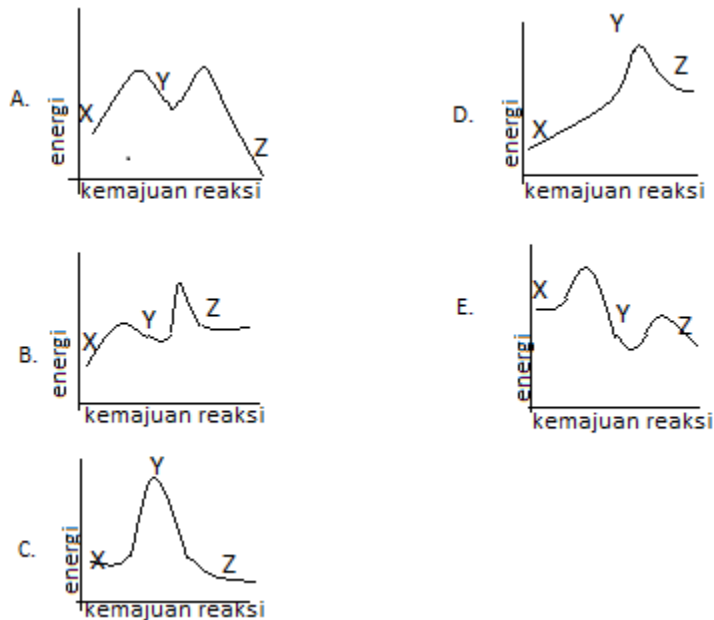 A.
X
Y
Z
energi
kemajuan reaksi
B.
X
Y
Z
energi
kemajuan reaksi
C.
X
Y
Z
energi
kemajuan reaksi
D.
X
Y
Z
energi
kemajuan reaksi
E.
X
Y
Z
energi
kemajuan reaksi